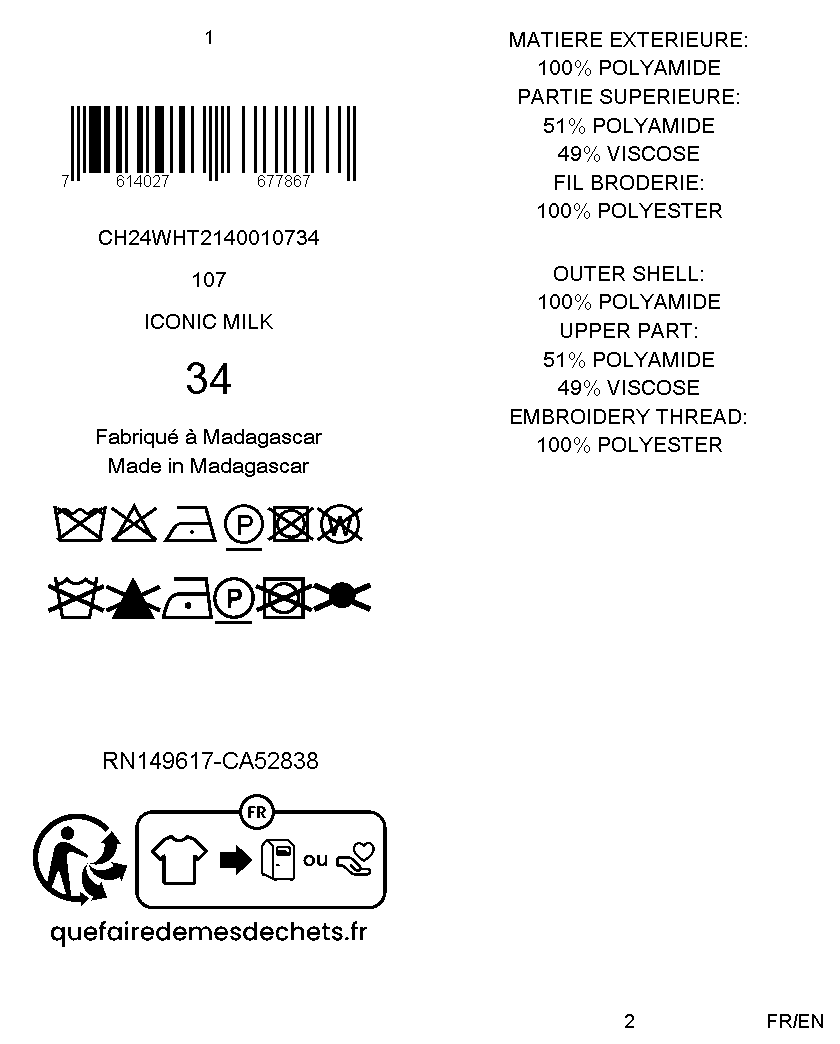 1
7 614027 677867
CH24WHT2140010734
107
ICONIC MILK
34
Fabriqué à Madagascar
Made in Madagascar
P
W
P
RN149617-CA52838
FR
ou
quefairedemesdechets.fr
MATIERE EXTERIEURE:
100% POLYAMIDE
PARTIE SUPERIEURE:
51% POLYAMIDE
49% VISCOSE
FIL BRODERIE:
100% POLYESTER
OUTER SHELL:
100% POLYAMIDE
UPPER PART:
51% POLYAMIDE
49% VISCOSE
EMBROIDERY THREAD:
100% POLYESTER
2
FR/EN